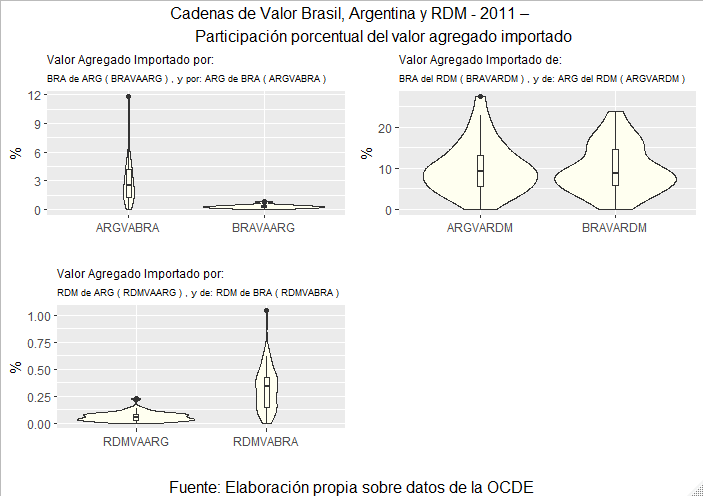 Cadenas de Valor Brasil, Argentina y RDM - 2011 –
Participación porcentual del valor agregado importado
Valor Agregado Importado por:
BRA de ARG ( BRAVAARG ) , y por: ARG de BRA ( ARGVABRA )
12
9
6
3
0
%
ARGVABRA
BRAVAARG
Valor Agregado Importado de:
BRA del RDM ( BRAVARDM ) , y de: ARG del RDM ( ARGVARDM )
20
10
0
%
ARGVARDM
BRAVARDM
Valor Agregado Importado por:
RDM de ARG ( RDMVAARG ) , y de: RDM de BRA ( RDMVABRA )
1.00
0.75
0.50
0.25
0.00
%
RDMVAARG
RDMVABRA
Fuente: Elaboración propia sobre datos de la OCDE